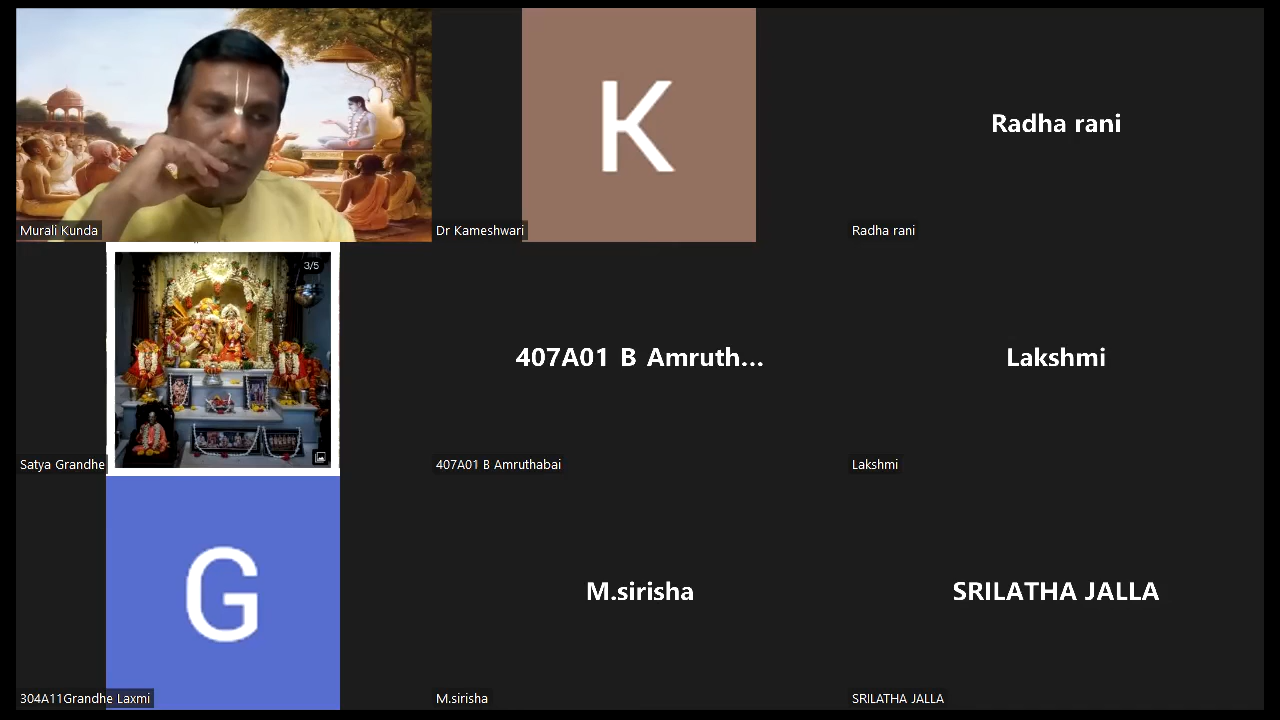 Murali Kunda
K
Dr Kameshwari
Radha rani
Radha rani
3/5
Satya Grandhe
407A01 B Amruth...
407A01 B Amruthabai
Lakshmi
Lakshmi
G
304A11Grandhe Laxmi
M.sirisha
M.sirisha
SRILATHA JALLA
SRILATHA JALLA